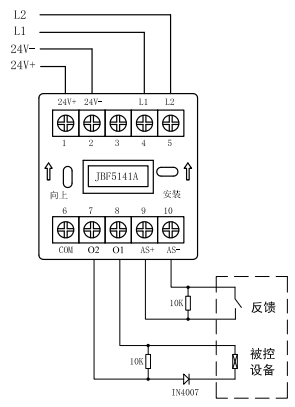 L2
L1
24V-
24V+
24V+ 24V- L1 L2
1 2 3 4 5
JBF5141A
向上
安装
6 7 8 9 10
COM O2 O1 AS+ AS-
10K
反馈
10K
被控
设备
IN4007